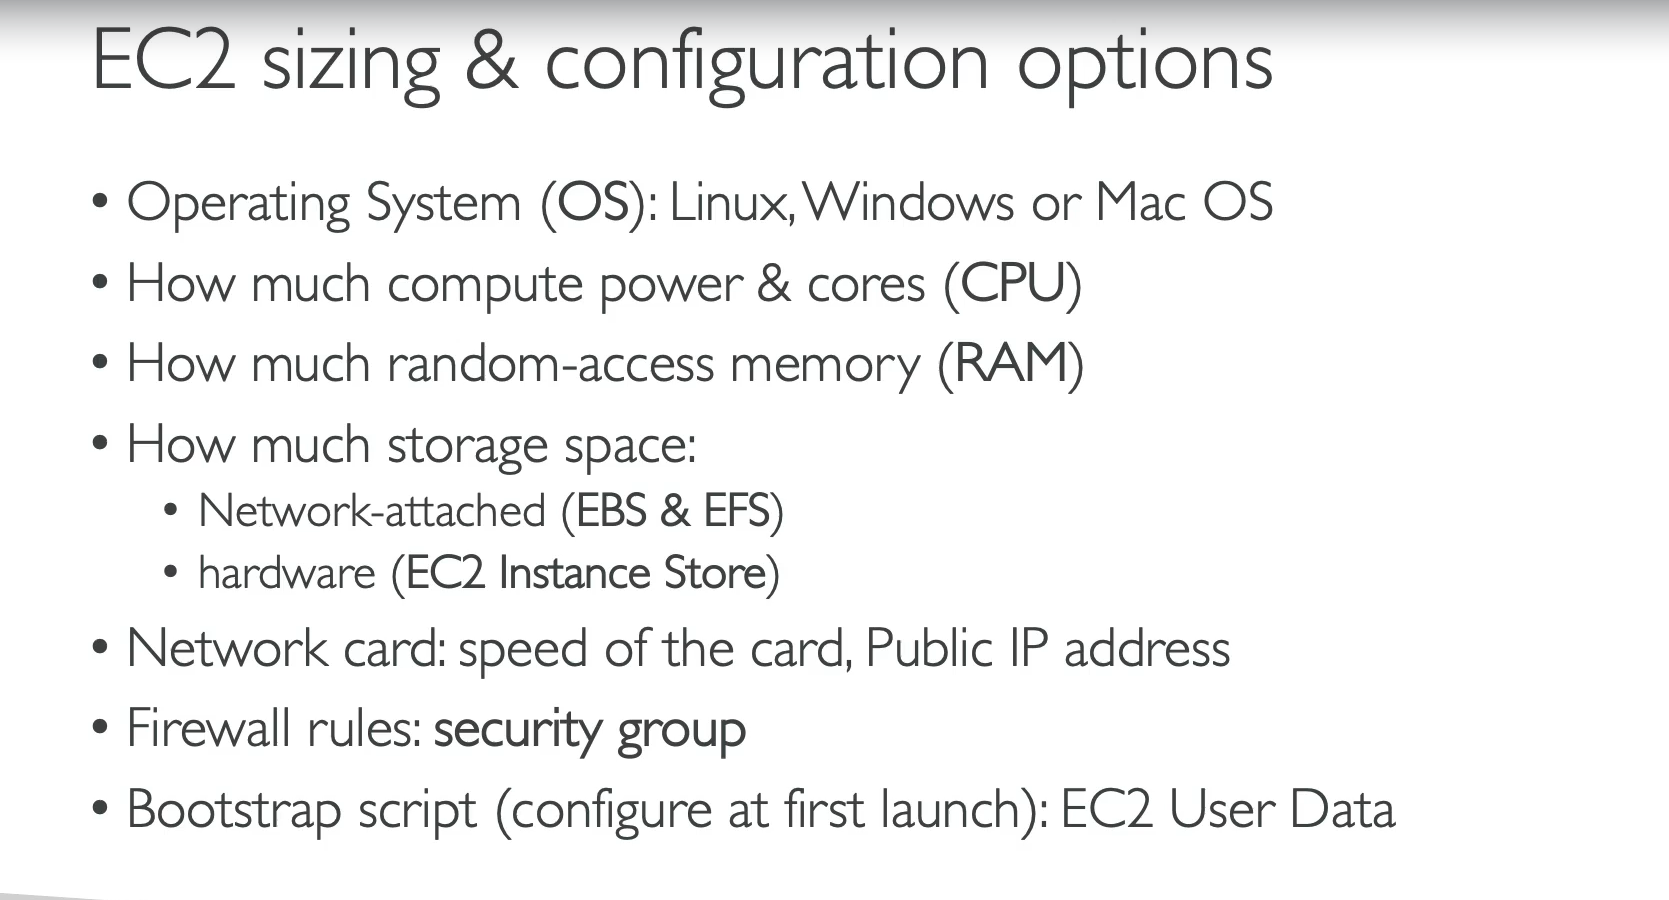 EC2 sizing & configuration options
• Operating System (OS): Linux, Windows or Mac OS
• How much compute power & cores (CPU)
• How much random-access memory (RAM)
• How much storage space:
• Network-attached (EBS & EFS)
• hardware (EC2 Instance Store)
• Network card: speed of the card, Public IP address
• Firewall rules: security group
• Bootstrap script (configure at first launch): EC2 User Data